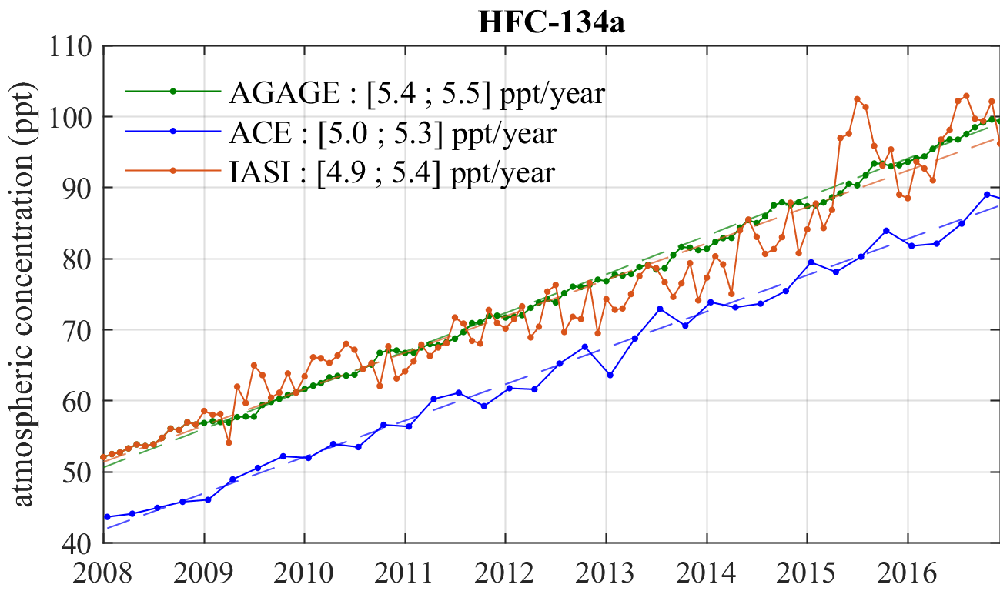 HFC-134a
110
100
90
80
70
60
50
40
atmospheric concentration (ppt)
AGAGE : [5.4 ; 5.5] ppt/year
ACE : [5.0 ; 5.3] ppt/year
IASI : [4.9 ; 5.4] ppt/year
2008 2009 2010 2011 2012 2013 2014 2015 2016